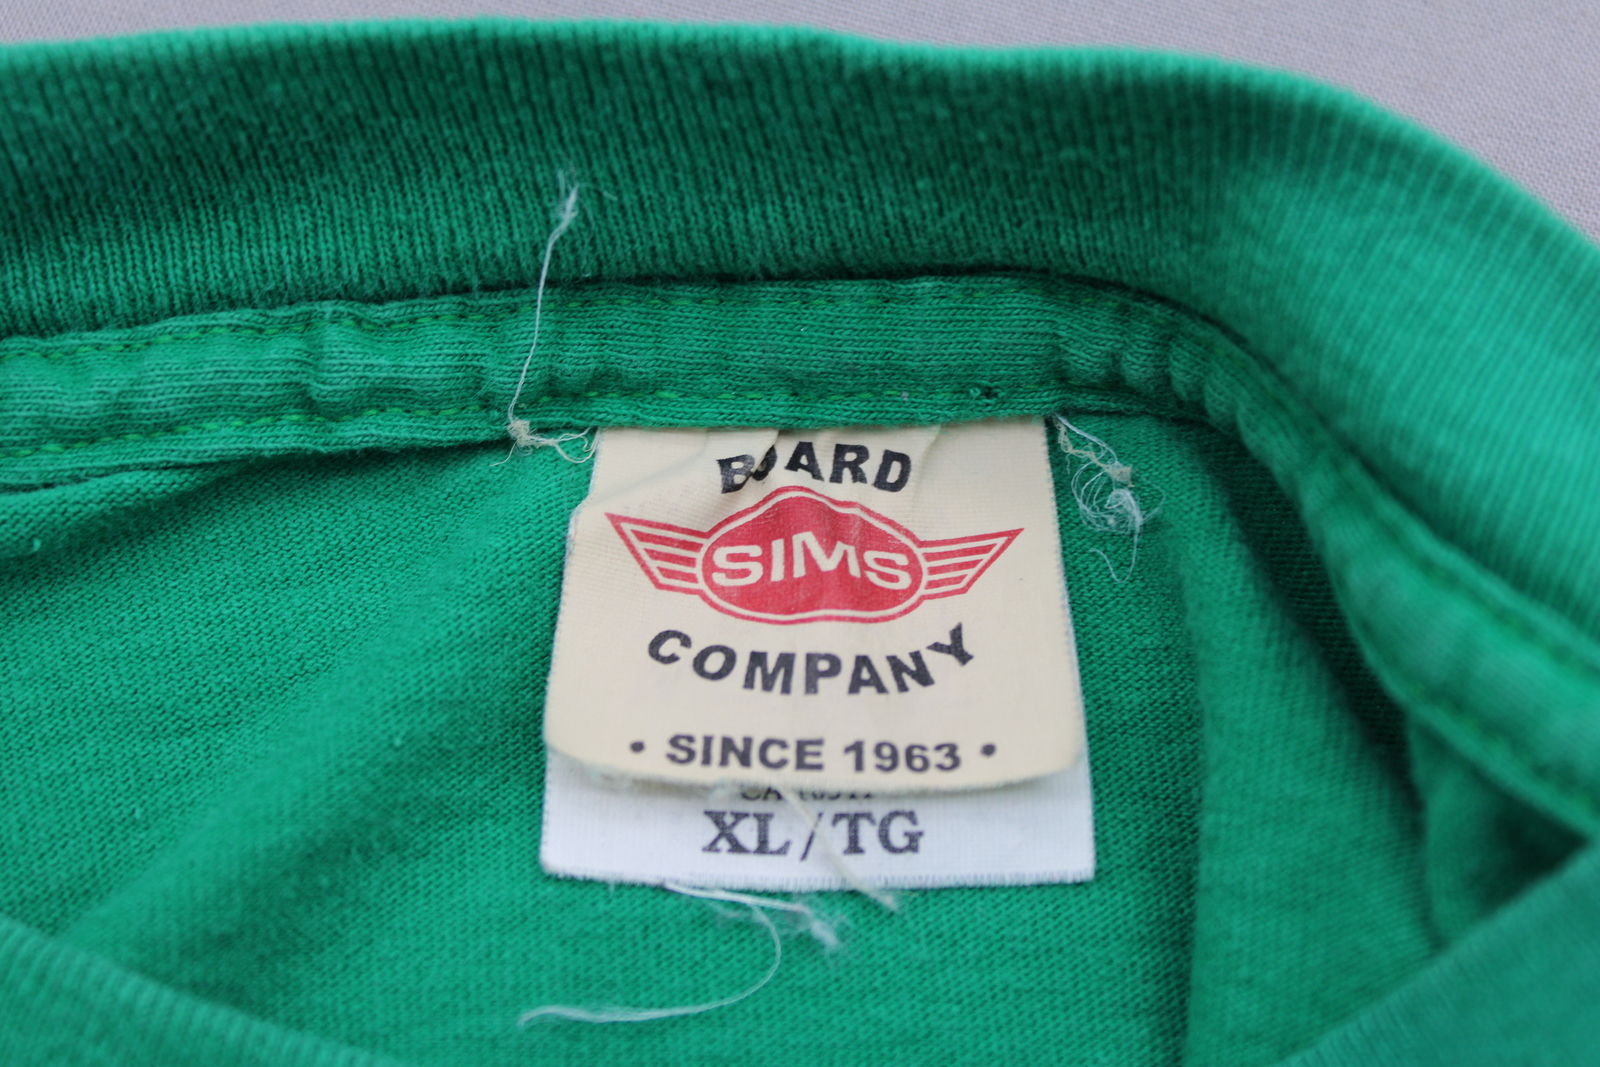 BOARD
SIMS
COMPANY
• SINCE 1963 •
XL/TG